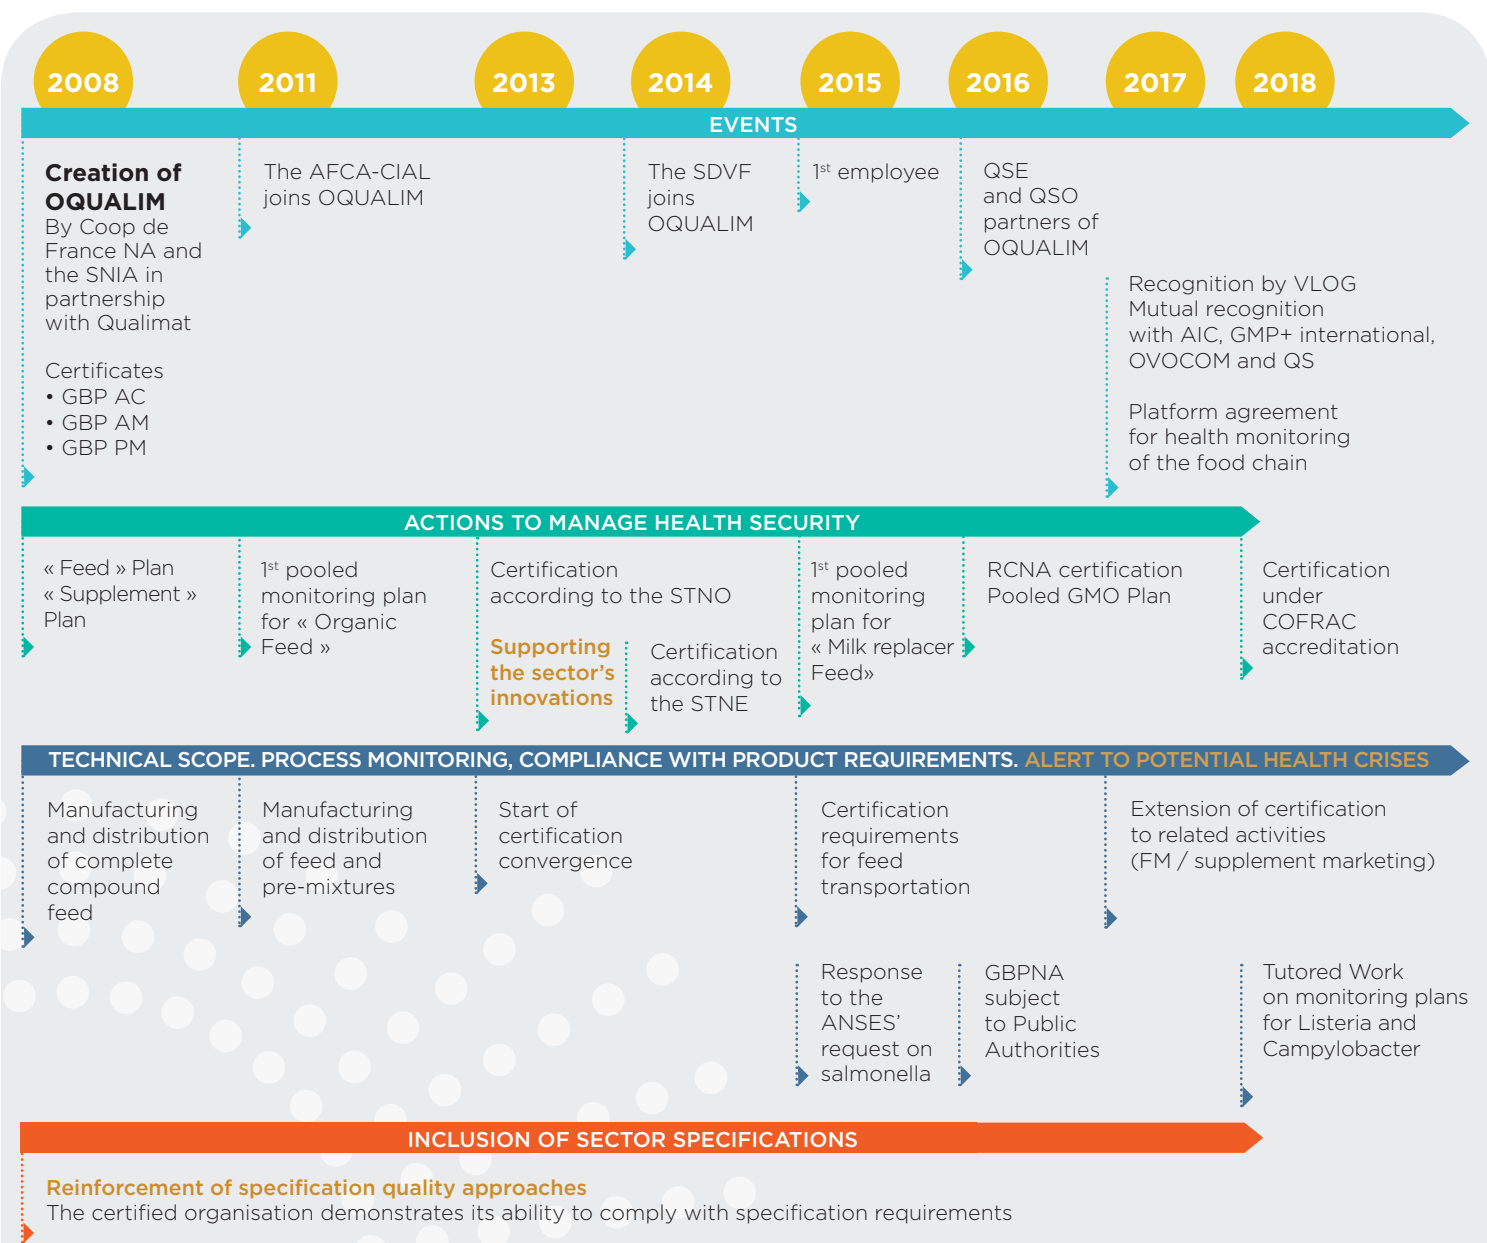 2008
2011
2013
2014
2015
2016
2017
2018
EVENTS
Creation of
OQUALIM
By Coop de
France NA and
the SNIA in
partnership
with Qualimat
Certificates
• GBP AC
• GBP AM
• GBP PM
The AFCA-CIAL
joins OQUALIM
The SDVF
joins
OQUALIM
1st employee
QSE
and QSO
partners of
OQUALIM
Recognition by VLOG
Mutual recognition
with AIC, GMP+ international,
OVOCOM and QS
Platform agreement
for health monitoring
of the food chain
ACTIONS TO MANAGE HEALTH SECURITY
« Feed » Plan
« Supplement »
Plan
1st pooled
monitoring plan
for « Organic
Feed »
Certification
according to the STNO
Supporting
the sector’s
innovations
Certification
according to
the STNE
1st pooled
monitoring
plan for
« Milk replacer
Feed»
RCNA certification
Pooled GMO Plan
Certification
under
COFRAC
accreditation
TECHNICAL SCOPE. PROCESS MONITORING, COMPLIANCE WITH PRODUCT REQUIREMENTS. ALERT TO POTENTIAL HEALTH CRISES
Manufacturing
and distribution
of complete
compound
feed
Manufacturing
and distribution
of feed and
pre-mixtures
Start of
certification
convergence
Certification
requirements
for feed
transportation
Extension of certification
to related activities
(FM / supplement marketing)
Response
to the
ANSES’
request on
salmonella
GBPNA
subject
to Public
Authorities
Tutored Work
on monitoring plans
for Listeria and
Campylobacter
INCLUSION OF SECTOR SPECIFICATIONS
Reinforcement of specification quality approaches
The certified organisation demonstrates its ability to comply with specification requirements